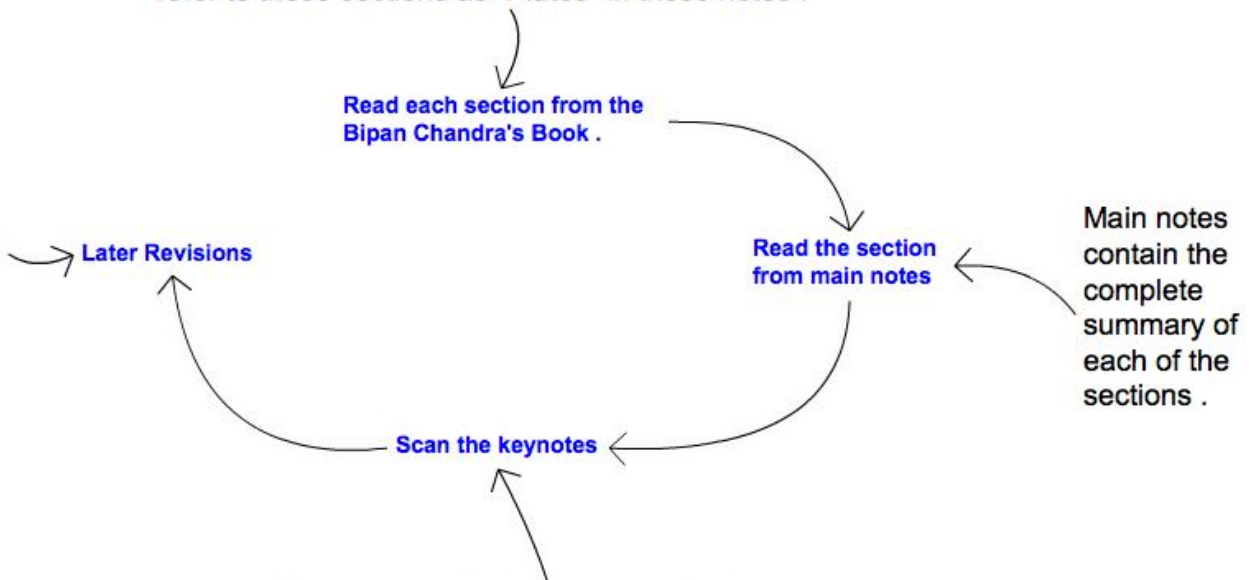 Read each section from the
Bipan Chandra's Book .
Later Revisions
Read the section
from main notes
Main notes
contain the
complete
summary of
each of the
sections .
Scan the keynotes